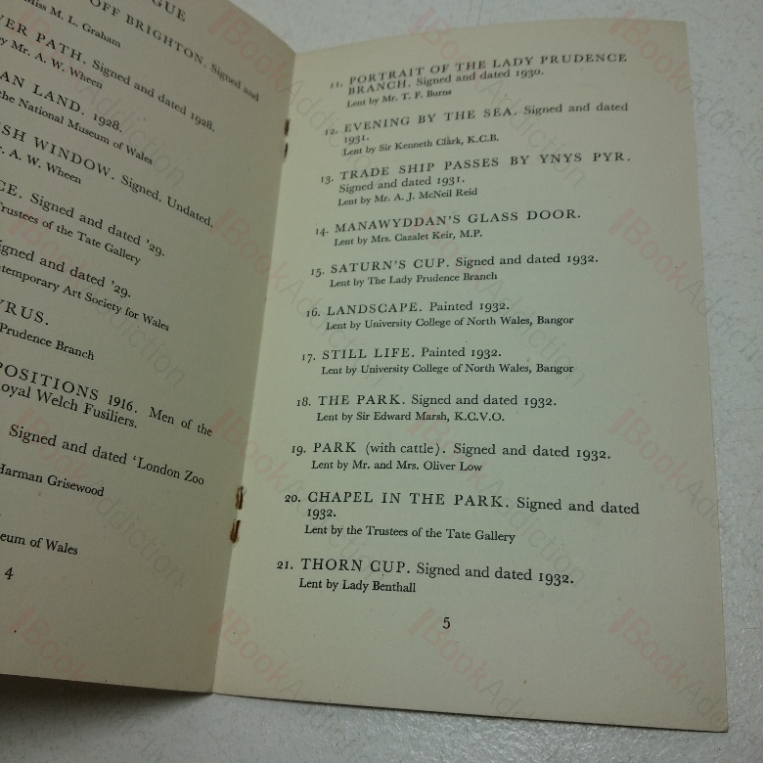 GUE
OFF BRIGHTON. Signed and
Miss M. L. Graham
VER PATH. Signed and dated 1928.
by Mr. A. W. Wheen
AN LAND. 1928.
the National Museum of Wales
SH WINDOW. Signed. Undated.
r. A. W. Wheen
CE. Signed and dated '29.
Trustees of the Tate Gallery
igned and dated '29.
temporary Art Society for Wales
YRUS.
Prudence Branch
POSITIONS 1916. Men of the
oyal Welch Fusiliers.
Signed and dated 'London Zoo
Harman Grisewood
eum of Wales
4
11. PORTRAIT OF THE LADY PRUDENCE
BRANCH. Signed and dated 1930.
Lent by Mr. T. F. Burns
12. EVENING BY THE SEA. Signed and dated
1931.
Lent by Sir Kenneth Clark, K.C.B.
13. TRADE SHIP PASSES BY YNYS PYR.
Signed and dated 1931.
Lent by Mr. A. J. McNeil Reid
14. MANAWYDDAN'S GLASS DOOR.
Lent by Mrs. Cazalet Keir, M.P.
15. SATURN'S CUP. Signed and dated 1932.
Lent by The Lady Prudence Branch
16. LANDSCAPE. Painted 1932.
Lent by University College of North Wales, Bangor
17. STILL LIFE. Painted 1932.
Lent by University College of North Wales, Bangor
18. THE PARK. Signed and dated 1932.
Lent by Sir Edward Marsh, K.C.V.O.
19. PARK (with cattle). Signed and dated 1932.
Lent by Mr. and Mrs. Oliver Low
20. CHAPEL IN THE PARK. Signed and dated
1932.
Lent by the Trustees of the Tate Gallery
21. THORN CUP. Signed and dated 1932.
Lent by Lady Benthall
5
BookAddiction